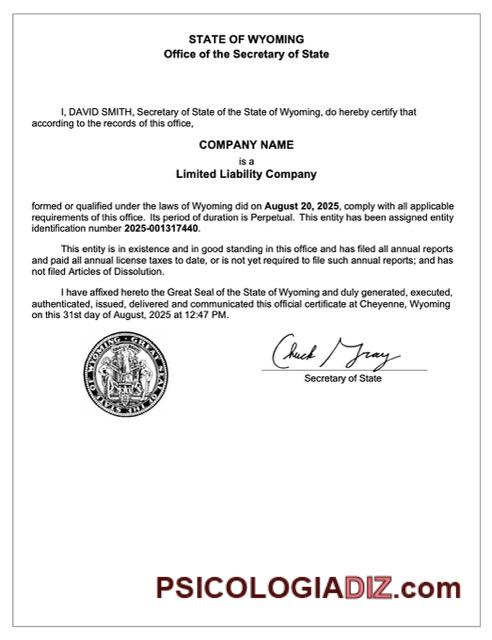 STATE OF WYOMING
Office of the Secretary of State
I, DAVID SMITH, Secretary of State of the State of Wyoming, do hereby certify that
according to the records of this office,
COMPANY NAME
is a
Limited Liability Company
formed or qualified under the laws of Wyoming did on August 20, 2025, comply with all applicable
requirements of this office. Its period of duration is Perpetual. This entity has been assigned entity
identification number 2025-001317440.
This entity is in existence and in good standing in this office and has filed all annual reports
and paid all annual license taxes to date, or is not yet required to file such annual reports; and has
not filed Articles of Dissolution.
I have affixed hereto the Great Seal of the State of Wyoming and duly generated, executed,
authenticated, issued, delivered and communicated this official certificate at Cheyenne, Wyoming
on this 31st day of August, 2025 at 12:47 PM.
GREAT SEAL OF THE STATE OF WYOMING
Chuck Gray
Secretary of State
PSICOLOGIADIZ.com